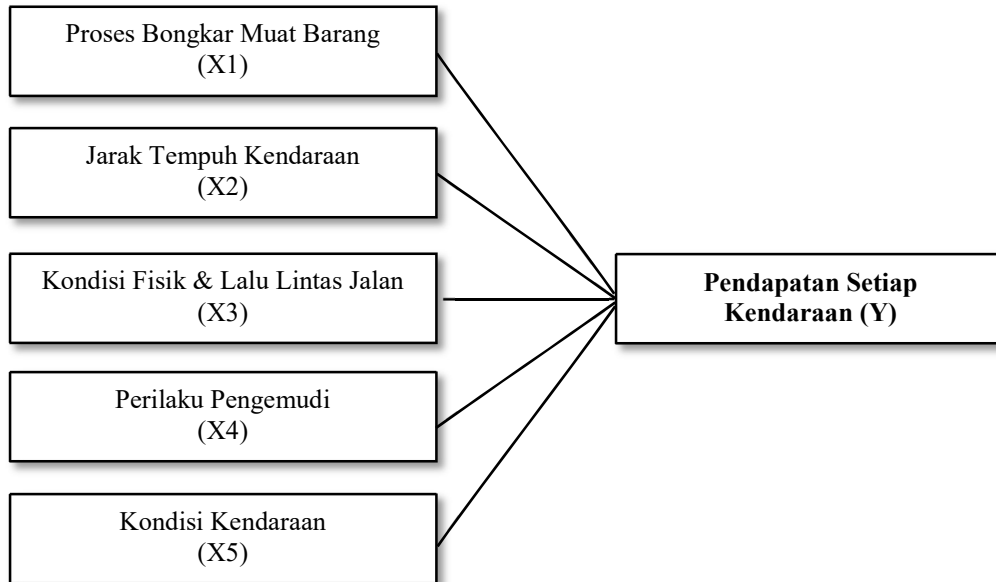 Proses Bongkar Muat Barang
(X1)
Jarak Tempuh Kendaraan
(X2)
Kondisi Fisik & Lalu Lintas Jalan
(X3)
Pendapatan Setiap
Kendaraan (Y)
Perilaku Pengemudi
(X4)
Kondisi Kendaraan
(X5)